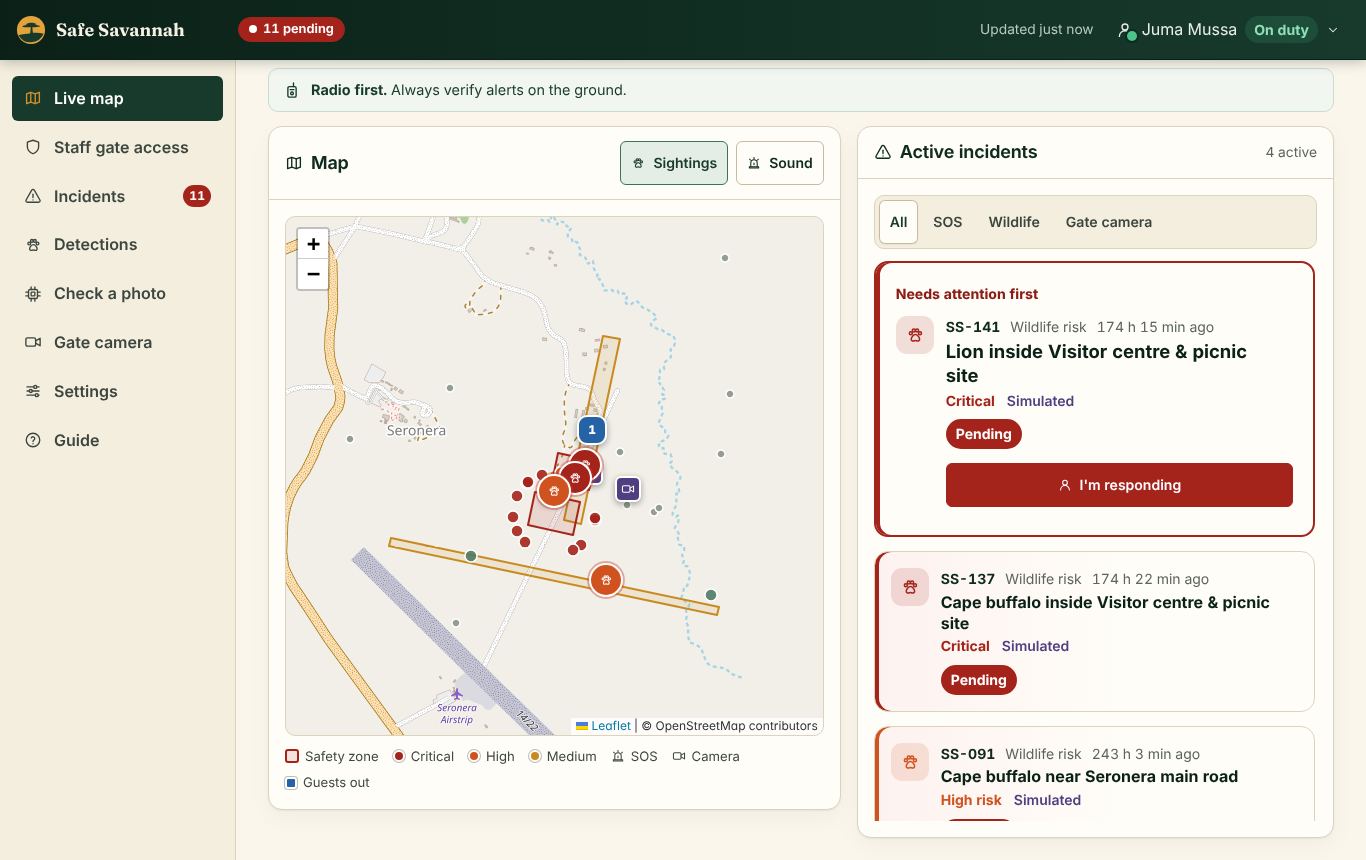 Safe Savannah
11 pending
Updated just now
Juma Mussa
On duty
Live map
Staff gate access
Incidents
11
Detections
Check a photo
Gate camera
Settings
Guide
Radio first. Always verify alerts on the ground.
Map
Sightings
Sound
+
−
Seronera
1
Seronera
Airstrip
14/22
Leaflet | © OpenStreetMap contributors
Safety zone
Critical
High
Medium
SOS
Camera
Guests out
Active incidents
4 active
All
SOS
Wildlife
Gate camera
Needs attention first
SS-141 Wildlife risk 174 h 15 min ago
Lion inside Visitor centre & picnic
site
Critical Simulated
Pending
I'm responding
SS-137 Wildlife risk 174 h 22 min ago
Cape buffalo inside Visitor centre & picnic
site
Critical Simulated
Pending
SS-091 Wildlife risk 243 h 3 min ago
Cape buffalo near Seronera main road
High risk Simulated